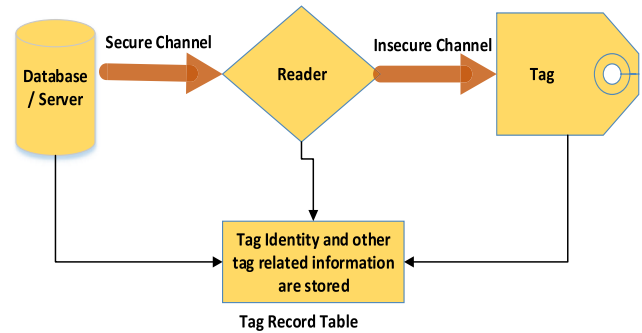 Secure Channel
Insecure Channel
Database
/ Server
Reader
Tag
Tag Identity and other
tag related information
are stored
Tag Record Table